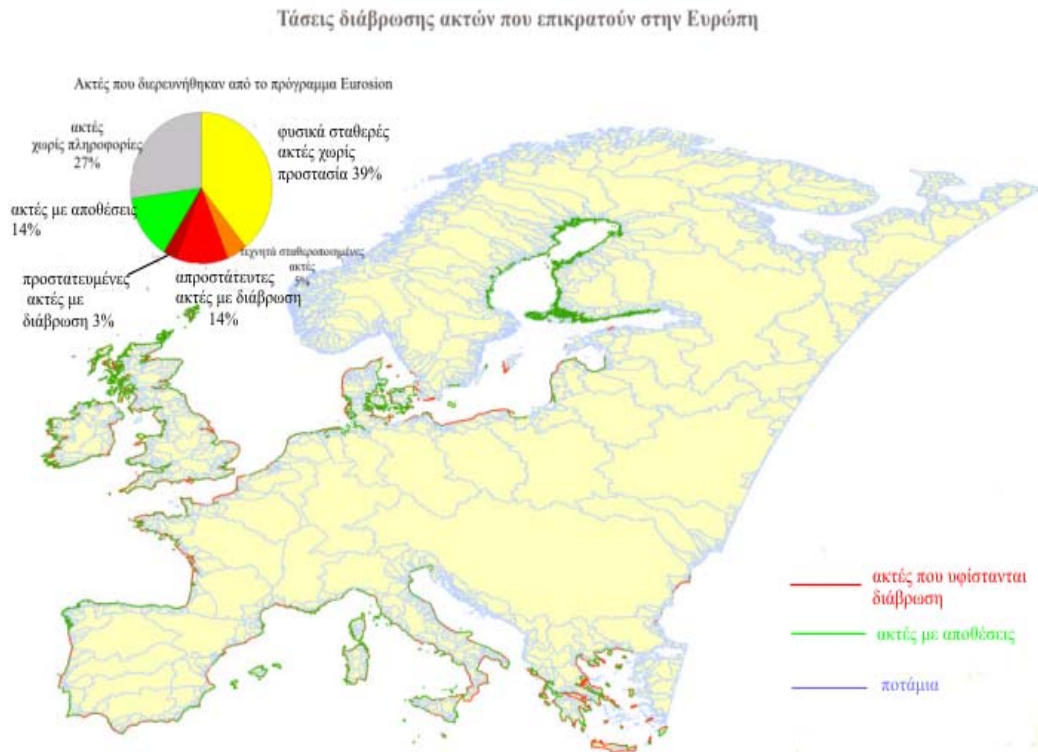 Τάσεις διάβρωσης ακτών που επικρατούν στην Ευρώπη
Ακτές που διερευνήθηκαν από το πρόγραμμα Eurosion
ακτές
χωρίς πληροφορίες
27%
φυσικά σταθερές
ακτές χωρίς
προστασία 39%
ακτές με αποθέσεις
14%
τεχνητά σταθεροποιημένες
ακτές
5%
προστατευμένες
ακτές με
διάβρωση 3%
απροστάτευτες
ακτές με διάβρωση
14%
ακτές που υφίστανται
διάβρωση
ακτές με αποθέσεις
ποτάμια